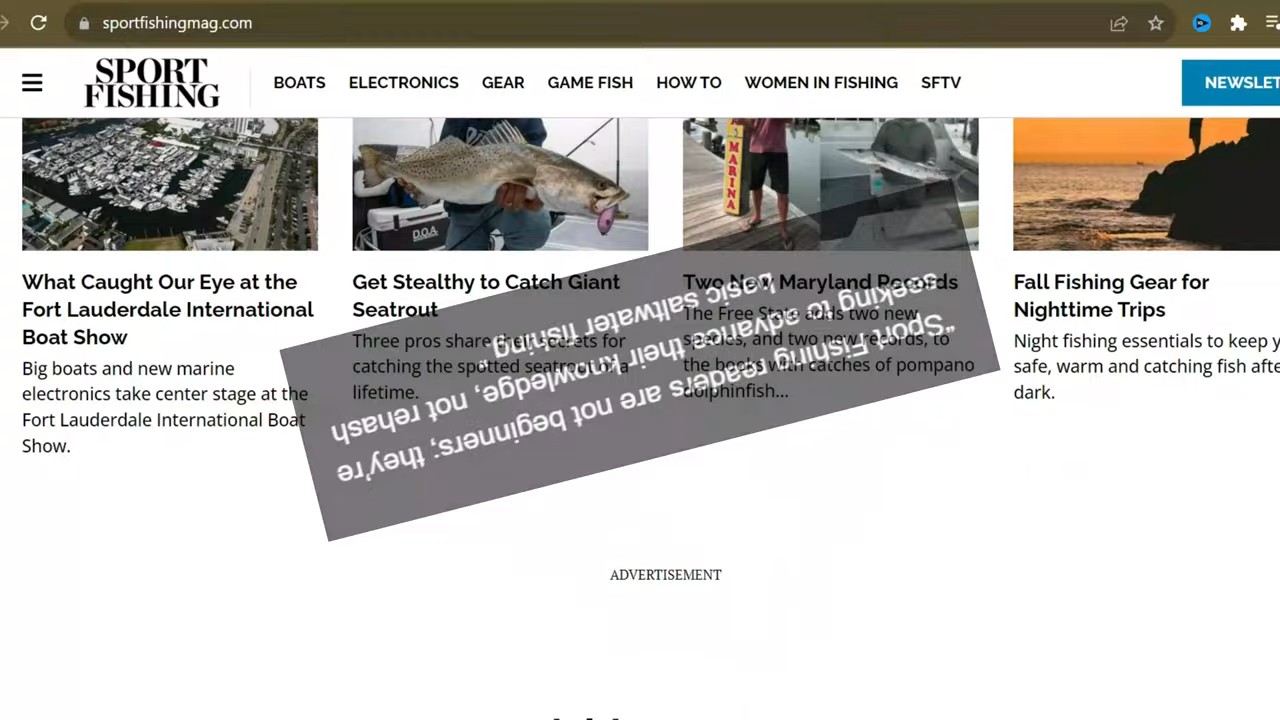 sportfishingmag.com
SPORT
FISHING
BOATS ELECTRONICS GEAR GAME FISH HOW TO WOMEN IN FISHING SFTV
NEWSLET
D.O.A.
MARINA
What Caught Our Eye at the
Fort Lauderdale International
Boat Show
Big boats and new marine
electronics take center stage at the
Fort Lauderdale International Boat
Show.
Get Stealthy to Catch Giant
Seatrout
Three pros share their secrets for
catching the spotted seatrout of a
lifetime.
Two New Maryland Records
The Free State adds two new
species, and two new records, to
the books with catches of pompano
dolphinfish...
Fall Fishing Gear for
Nighttime Trips
Night fishing essentials to keep y
safe, warm and catching fish afte
dark.
"Sport Fishing readers are not beginners; they're
seeking to advance their knowledge, not rehash
basic saltwater fishing."
ADVERTISEMENT